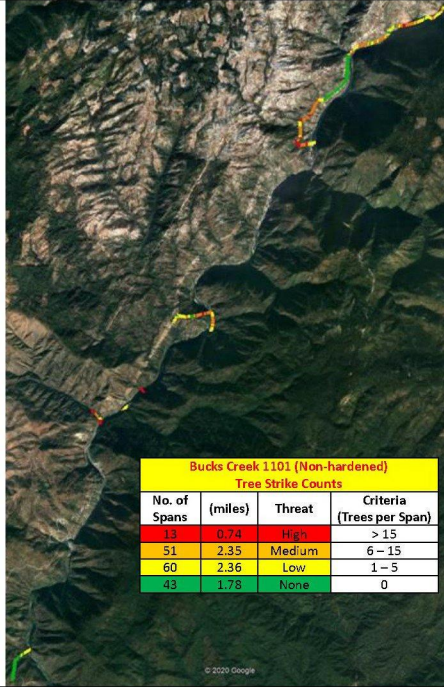 Bucks Creek 1101 (Non-hardened)
Tree Strike Counts
No. of Spans (miles) Threat Criteria (Trees per Span)
13 0.74 High > 15
51 2.35 Medium 6 – 15
60 2.36 Low 1 – 5
43 1.78 None 0
© 2020 Google